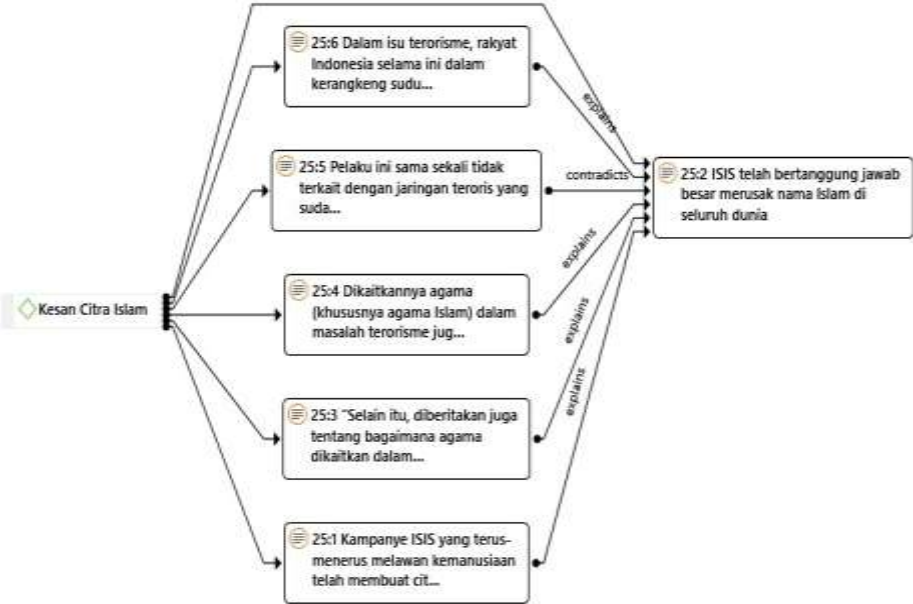 25:6 Dalam isu terorisme, rakyat
Indonesia selama ini dalam
kerangkeng sudu...
explains
25:5 Pelaku ini sama sekali tidak
terkait dengan jaringan teroris yang
suda...
contradicts
25:2 ISIS telah bertanggung jawab
besar merusak nama Islam di
seluruh dunia
explains
25:4 Dikaitkannya agama
(khususnya agama Islam) dalam
masalah terorisme jug...
Kesan Citra Islam
explains
25:3 "Selain itu, diberitakan juga
tentang bagaimana agama
dikaitkan dalam...
explains
25:1 Kampanye ISIS yang terus-
menerus melawan kemanusiaan
telah membuat cit...